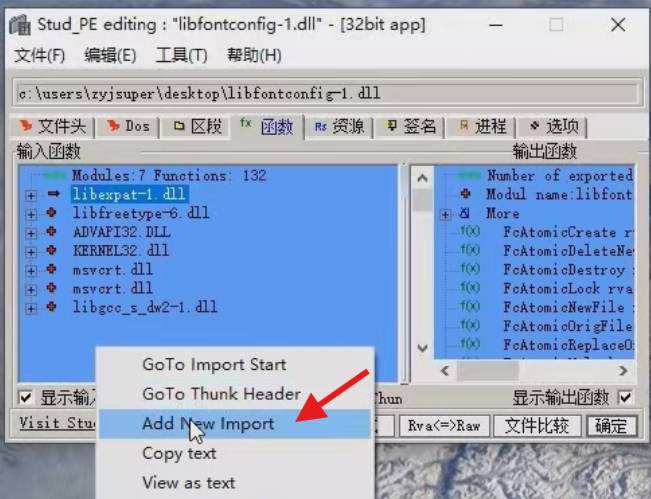 Stud_PE editing : "libfontconfig-1.dll" - [32bit app]
文件(F) 编辑(E) 工具(T) 帮助(H)
c:\users\zyjsuper\desktop\libfontconfig-1.dll
文件头 Dos 区段 fx 函数 Rs 资源 签名 进程 选项
输入函数 输出函数
Modules:7 Functions: 132
libexpat-1.dll
libfreetype-6.dll
ADVAPI32.DLL
KERNEL32.dll
msvcrt.dll
msvcrt.dll
libgcc_s_dw2-1.dll
Number of exported
Modul name:libfont
More
f(x) FcAtomicCreate r
f(x) FcAtomicDeleteNe
f(x) FcAtomicDestroy
f(x) FcAtomicLock rva
f(x) FcAtomicNewFile
f(x) FcAtomicOrigFile
f(x) FcAtomicReplaceO
GoTo Import Start
GoTo Thunk Header
Add New Import
Copy text
View as text
显示输 hun 显示输出函数
Visit Stu Rva<=>Raw 文件比较 确定